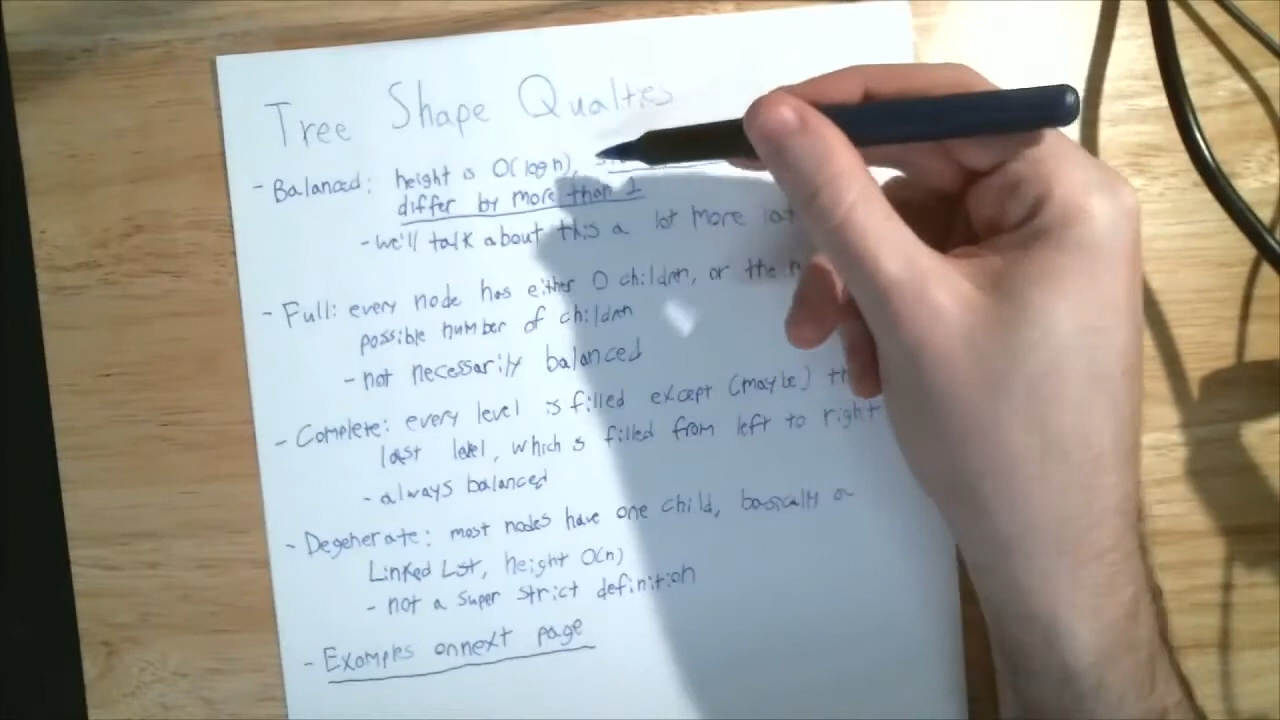 Tree Shape Qualties
- Balanced: height is O(log n),
differ by more than 1
- we'll talk about this a lot more
- Full: every node has either 0 children, or the
possible number of children
- not necessarily balanced
- Complete: every level is filled except (maybe)
last level, which is filled from left to right
- always balanced
- Degenerate: most nodes have one child, basically a
Linked List, height O(n)
- not a super strict definition
- Examples on next page